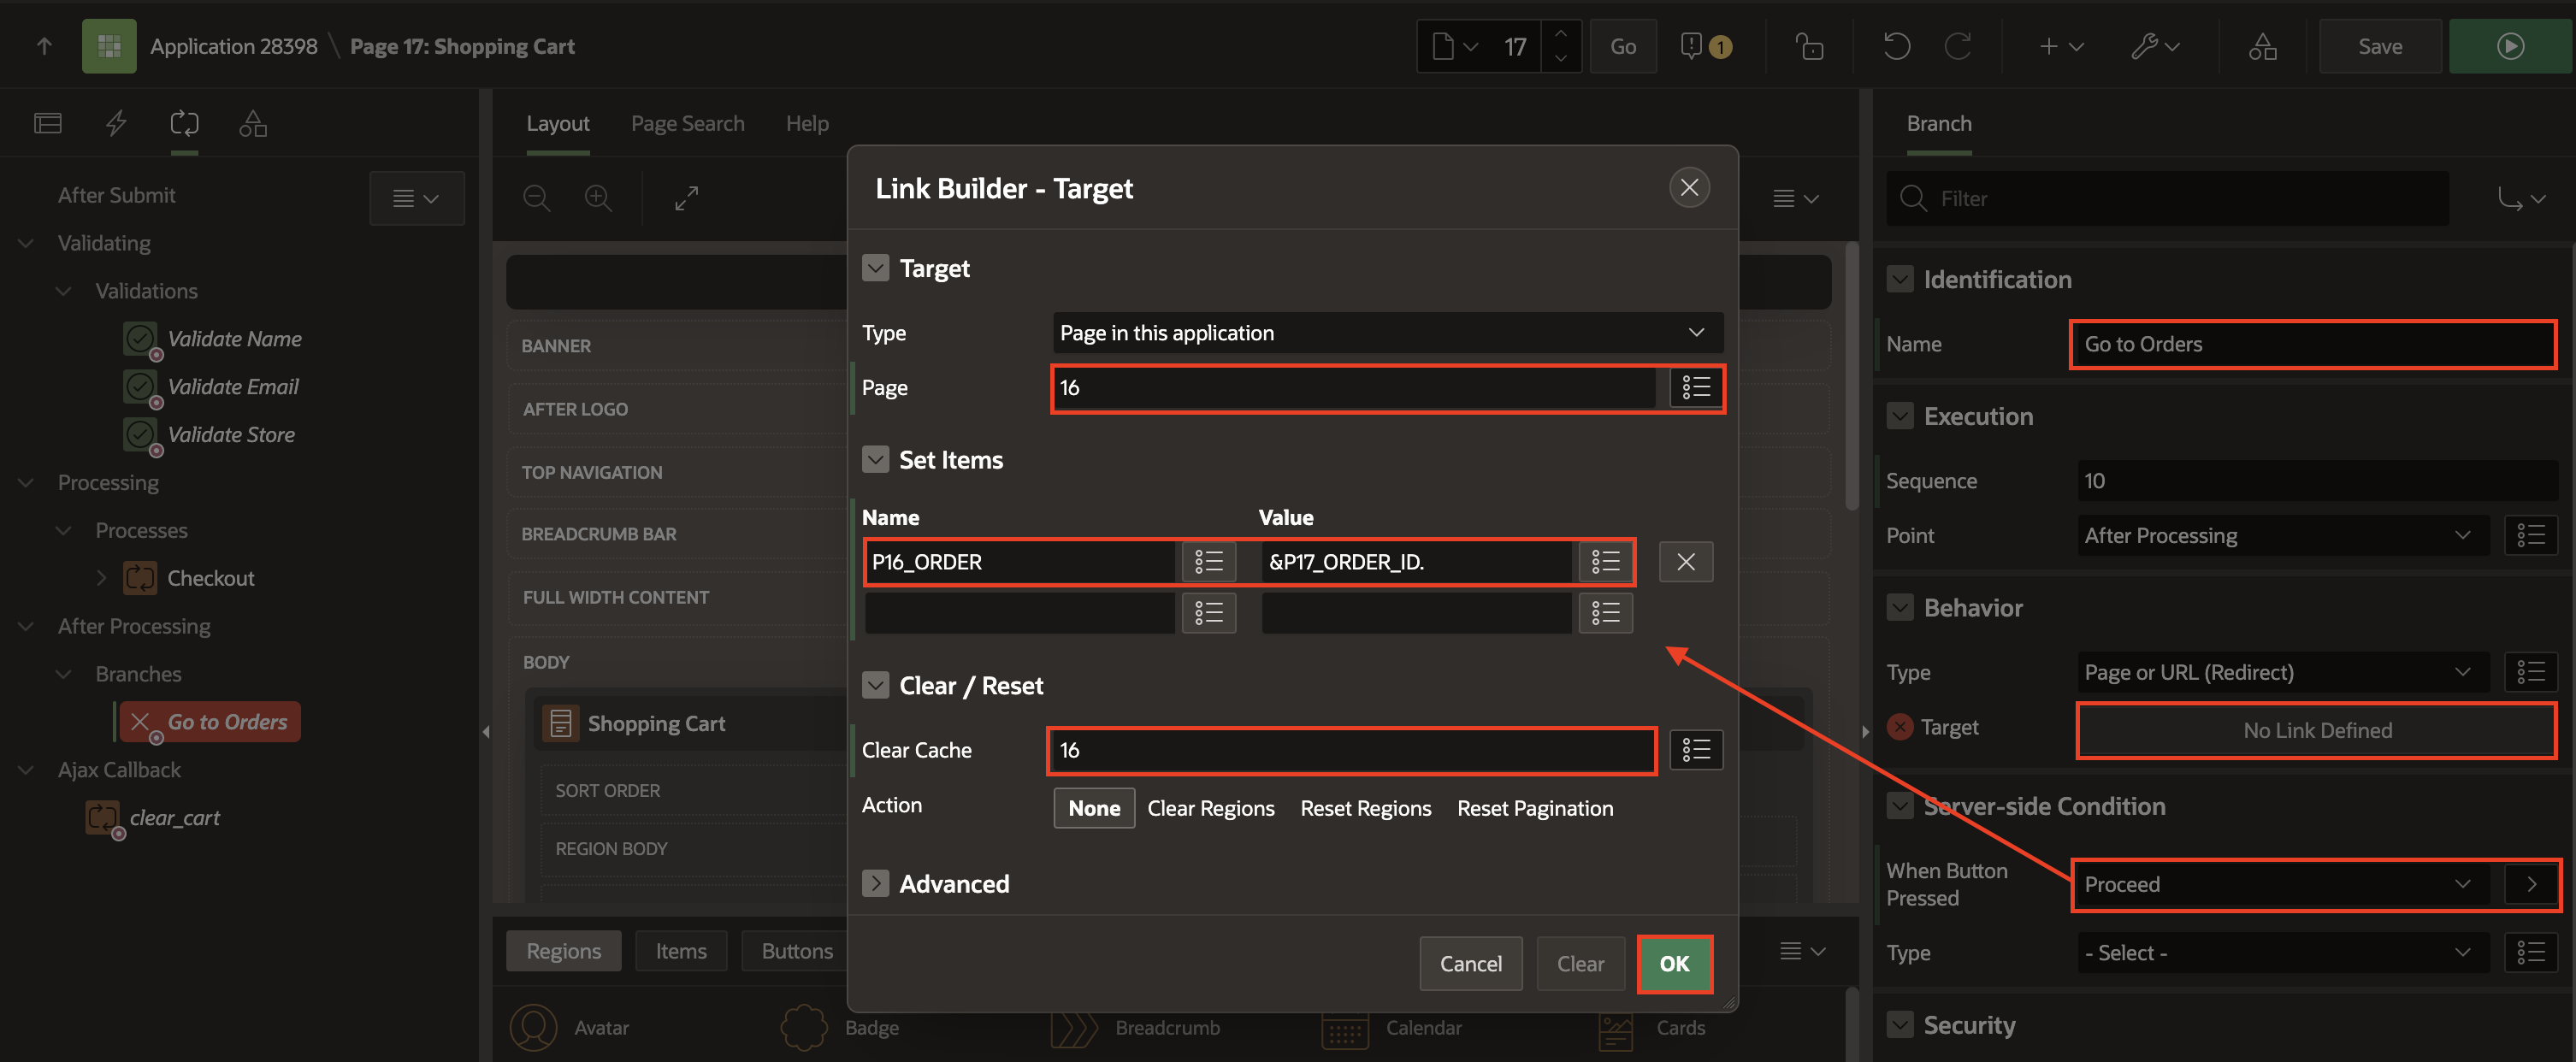 Application 28398 \ Page 17: Shopping Cart
17
Go
1
Save
After Submit
Validating
Validations
Validate Name
Validate Email
Validate Store
Processing
Processes
Checkout
After Processing
Branches
Go to Orders
Ajax Callback
clear_cart
Layout
Page Search
Help
BANNER
AFTER LOGO
TOP NAVIGATION
BREADCRUMB BAR
FULL WIDTH CONTENT
BODY
Shopping Cart
SORT ORDER
REGION BODY
Regions
Items
Buttons
Avatar
Badge
Breadcrumb
Calendar
Cards
Link Builder - Target
Target
Type
Page in this application
Page
16
Set Items
Name
Value
P16_ORDER
&P17_ORDER_ID.
Clear / Reset
Clear Cache
16
Action
None
Clear Regions
Reset Regions
Reset Pagination
Advanced
Cancel
Clear
OK
Branch
Filter
Identification
Name
Go to Orders
Execution
Sequence
10
Point
After Processing
Behavior
Type
Page or URL (Redirect)
Target
No Link Defined
Server-side Condition
When Button
Pressed
Proceed
Type
- Select -
Security